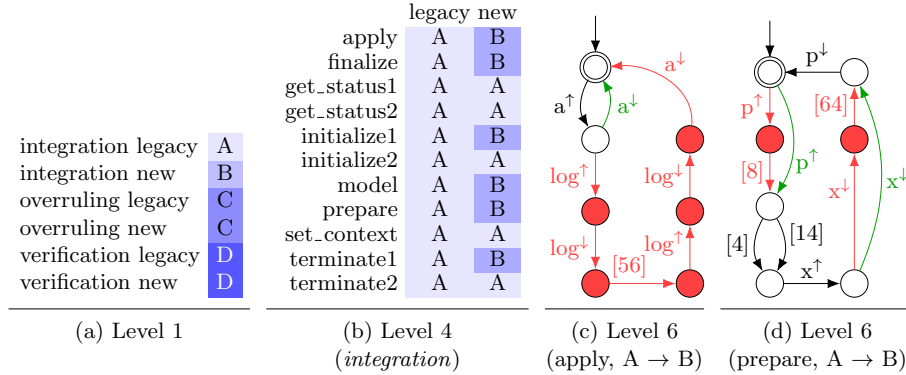 integration legacy A
integration new B
overruling legacy C
overruling new C
verification legacy D
verification new D
(a) Level 1
legacy new
apply A B
finalize A B
get_status1 A A
get_status2 A A
initialize1 A B
initialize2 A A
model A B
prepare A B
set_context A A
terminate1 A B
terminate2 A A
(b) Level 4
(integration)
a↓
a↑ a↓
log↑ log↓
log↓ log↑
[56]
(c) Level 6
(apply, A → B)
p↓
p↑ [64]
[8] p↑ x↓ x↓
[4] [14]
x↑
(d) Level 6
(prepare, A → B)